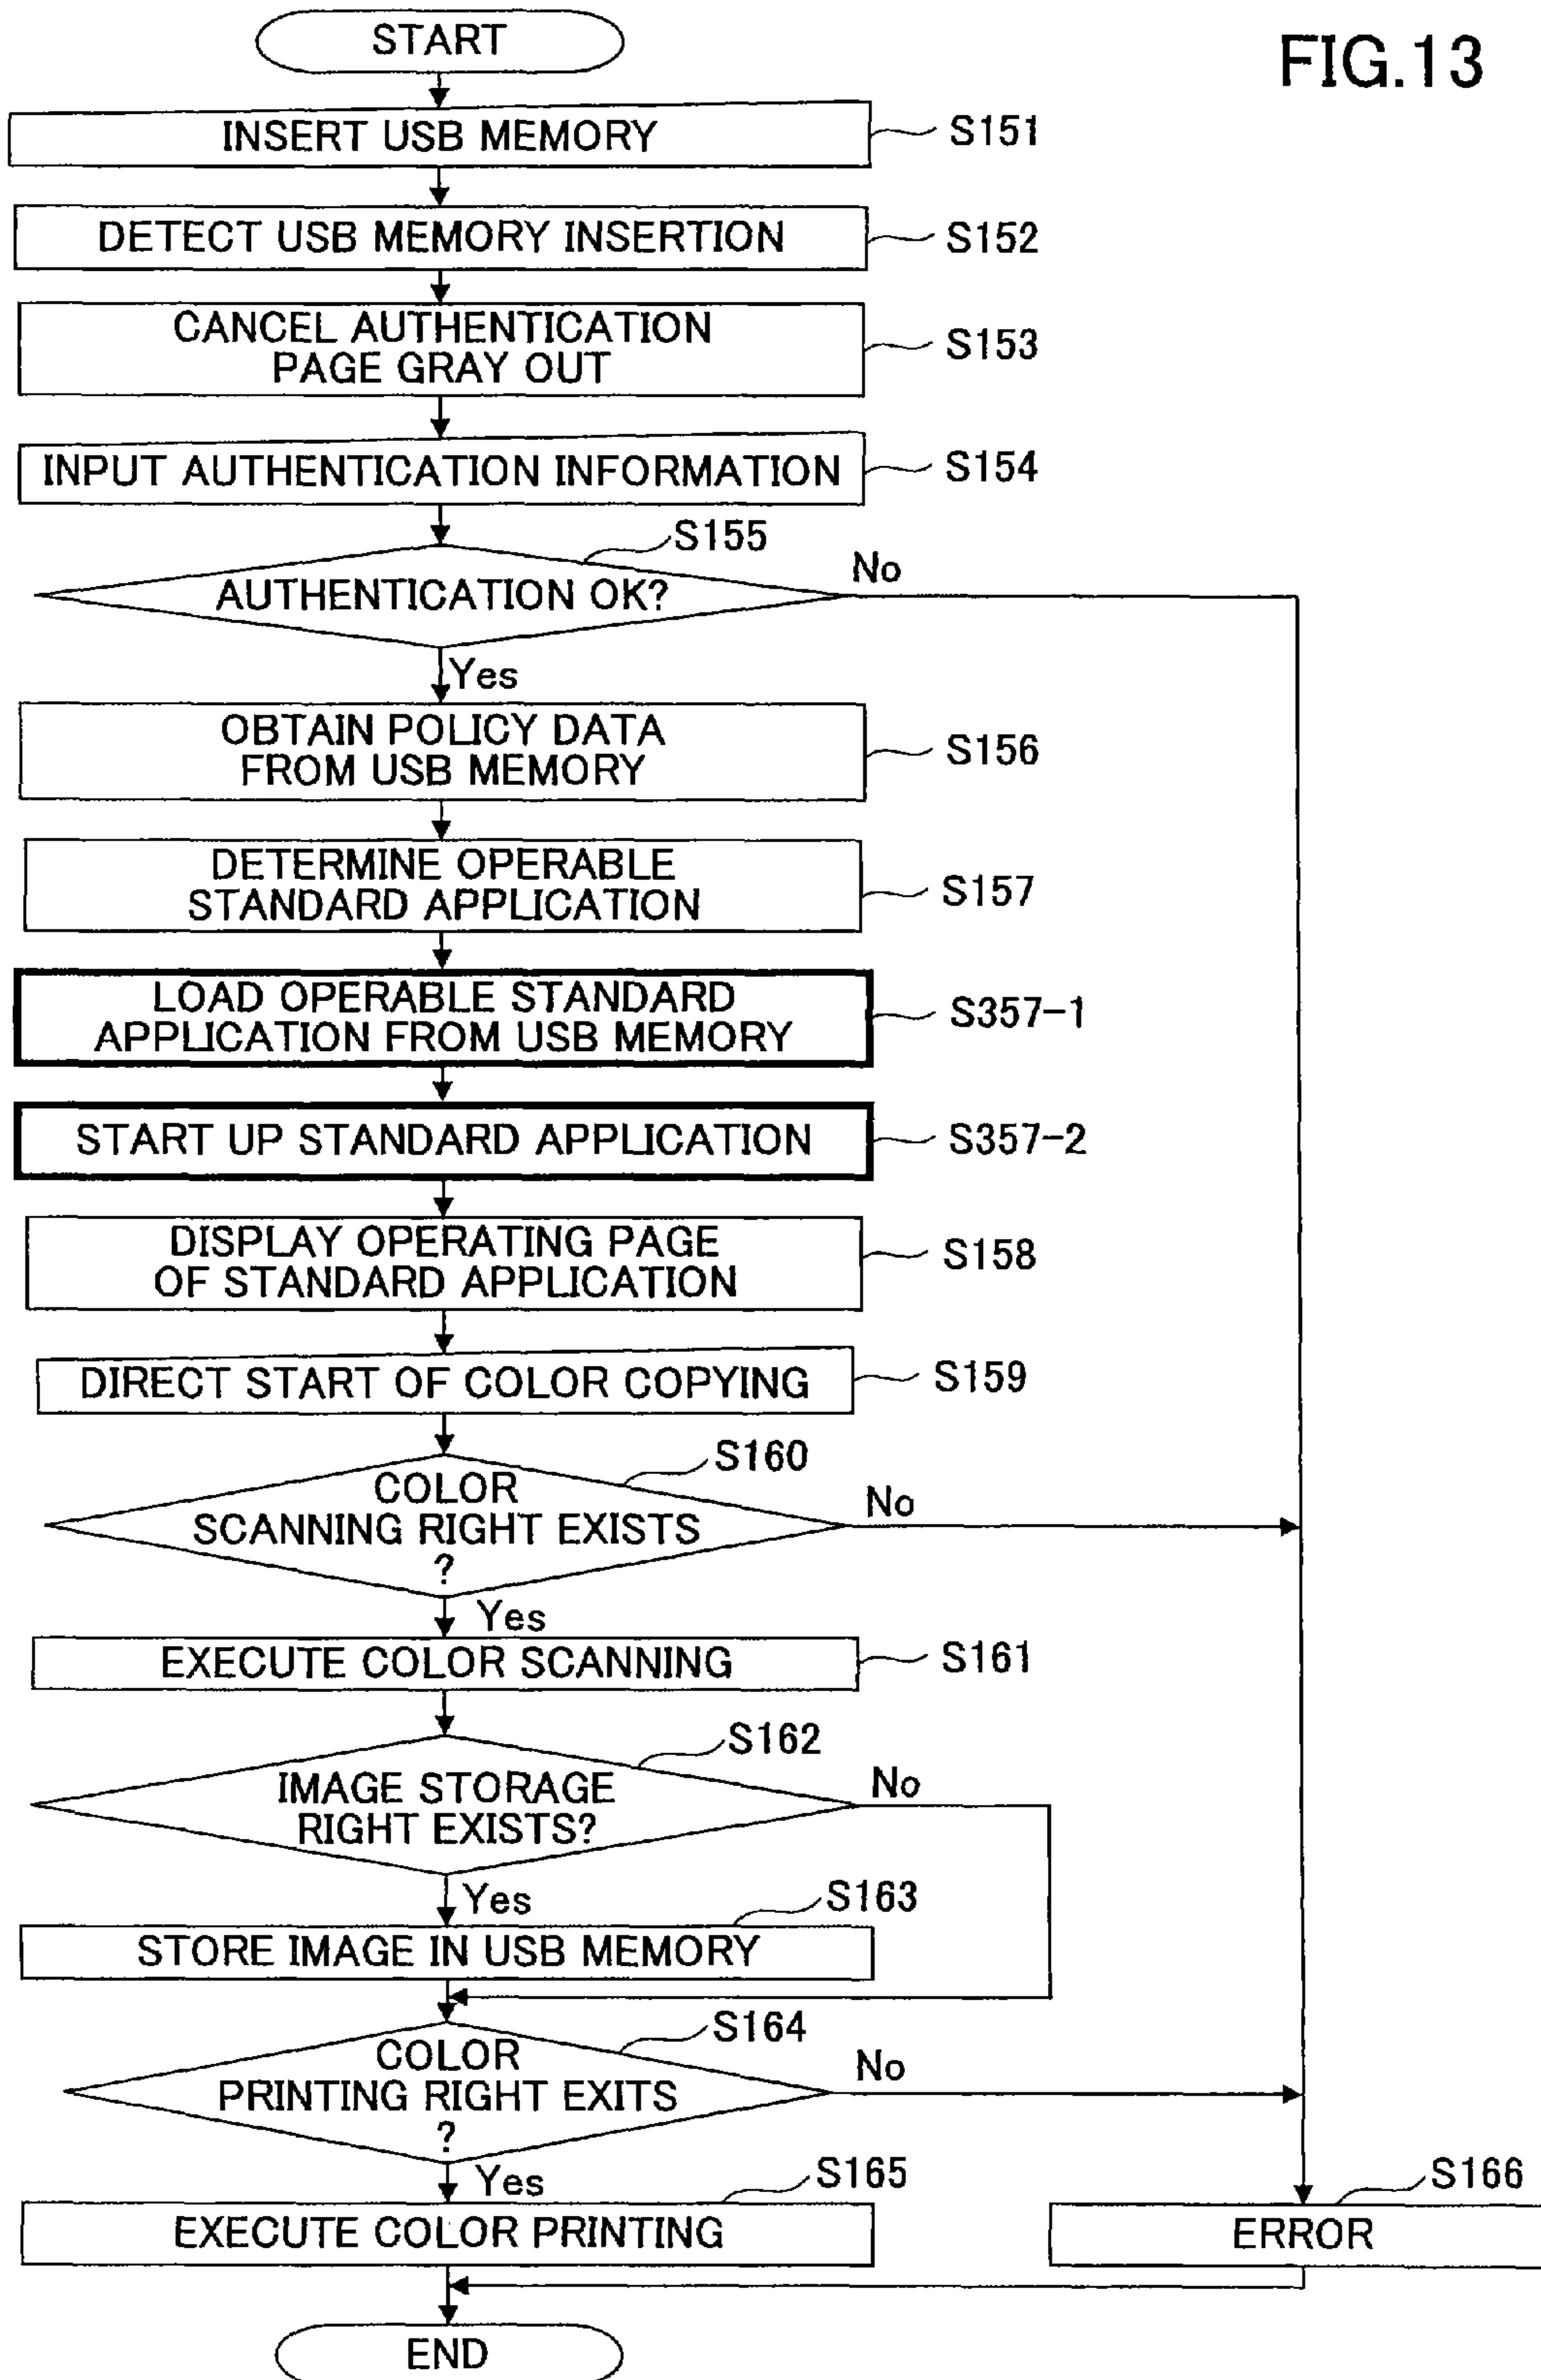 FIG.13
START
INSERT USB MEMORY
S151
DETECT USB MEMORY INSERTION
S152
CANCEL AUTHENTICATION
PAGE GRAY OUT
S153
INPUT AUTHENTICATION INFORMATION
S154
S155
AUTHENTICATION OK?
No
Yes
OBTAIN POLICY DATA
FROM USB MEMORY
S156
DETERMINE OPERABLE
STANDARD APPLICATION
S157
LOAD OPERABLE STANDARD
APPLICATION FROM USB MEMORY
S357-1
START UP STANDARD APPLICATION
S357-2
DISPLAY OPERATING PAGE
OF STANDARD APPLICATION
S158
DIRECT START OF COLOR COPYING
S159
S160
COLOR
SCANNING RIGHT EXISTS
?
No
Yes
EXECUTE COLOR SCANNING
S161
S162
IMAGE STORAGE
RIGHT EXISTS?
No
Yes
S163
STORE IMAGE IN USB MEMORY
S164
COLOR
PRINTING RIGHT EXITS
?
No
Yes
S165
EXECUTE COLOR PRINTING
S166
ERROR
END